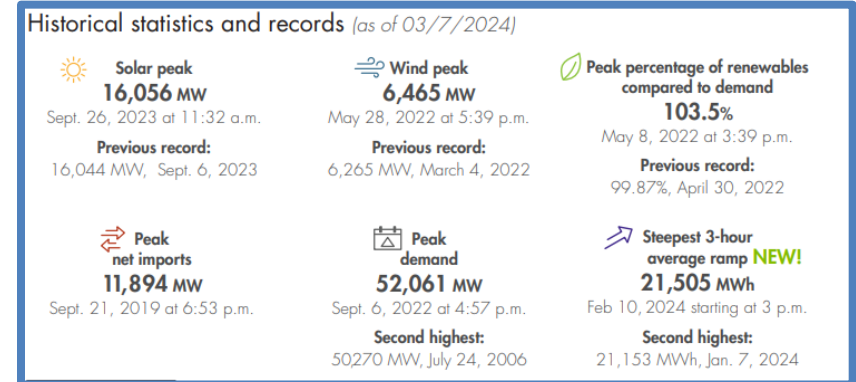 Historical statistics and records (as of 03/7/2024)
Solar peak
16,056 MW
Sept. 26, 2023 at 11:32 a.m.
Previous record:
16,044 MW, Sept. 6, 2023
Wind peak
6,465 MW
May 28, 2022 at 5:39 p.m.
Previous record:
6,265 MW, March 4, 2022
Peak percentage of renewables
compared to demand
103.5%
May 8, 2022 at 3:39 p.m.
Previous record:
99.87%, April 30, 2022
Peak
net imports
11,894 MW
Sept. 21, 2019 at 6:53 p.m.
Peak
demand
52,061 MW
Sept. 6, 2022 at 4:57 p.m.
Second highest:
50,270 MW, July 24, 2006
Steepest 3-hour
average ramp NEW!
21,505 MWh
Feb 10, 2024 starting at 3 p.m.
Second highest:
21,153 MWh, Jan. 7, 2024